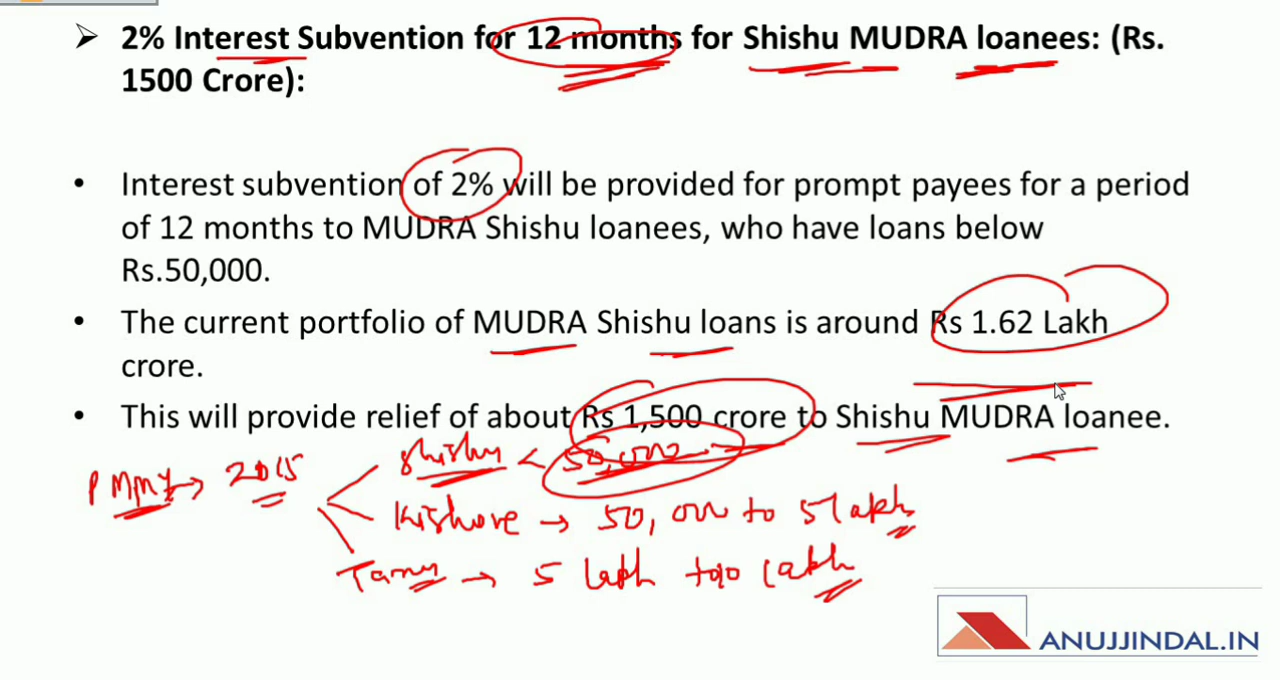 ➤ 2% Interest Subvention for 12 months for Shishu MUDRA loanees: (Rs.
1500 Crore):
• Interest subvention of 2% will be provided for prompt payees for a period
of 12 months to MUDRA Shishu loanees, who have loans below
Rs.50,000.
• The current portfolio of MUDRA Shishu loans is around Rs 1.62 Lakh
crore.
• This will provide relief of about Rs 1,500 crore to Shishu MUDRA loanee.
Shishu < 50,000
PMMY → 2015
Kishore → 50,000 to 5 lakh
→ 5 lakh to 10 lakh
ANUJJINDAL.IN